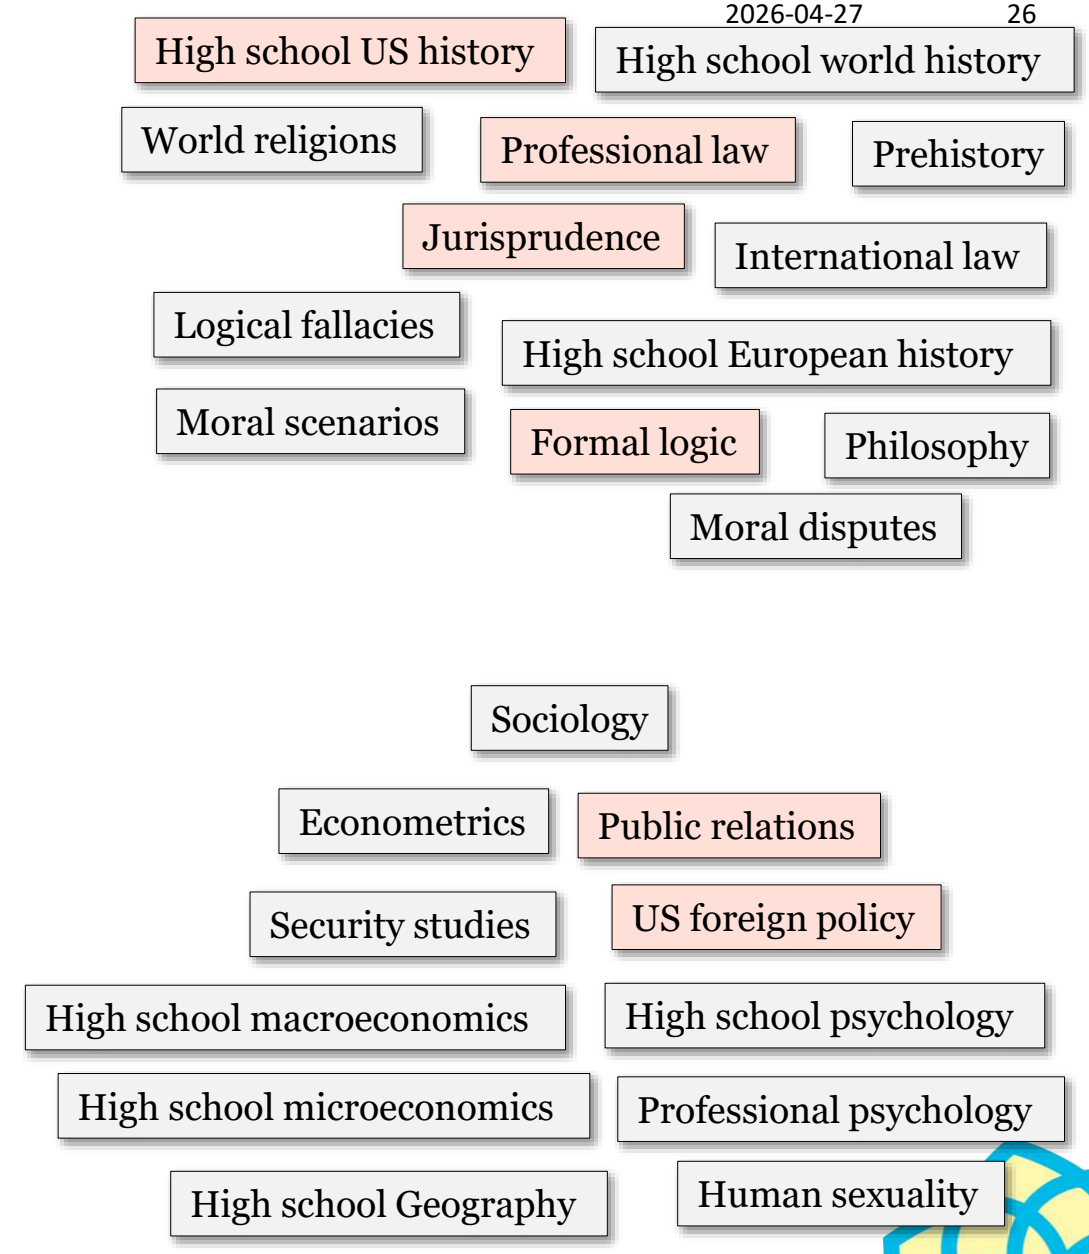 2026-04-27 26
High school US history
High school world history
World religions
Professional law
Prehistory
Jurisprudence
International law
Logical fallacies
High school European history
Moral scenarios
Formal logic
Philosophy
Moral disputes
Sociology
Econometrics
Public relations
Security studies
US foreign policy
High school macroeconomics
High school psychology
High school microeconomics
Professional psychology
High school Geography
Human sexuality